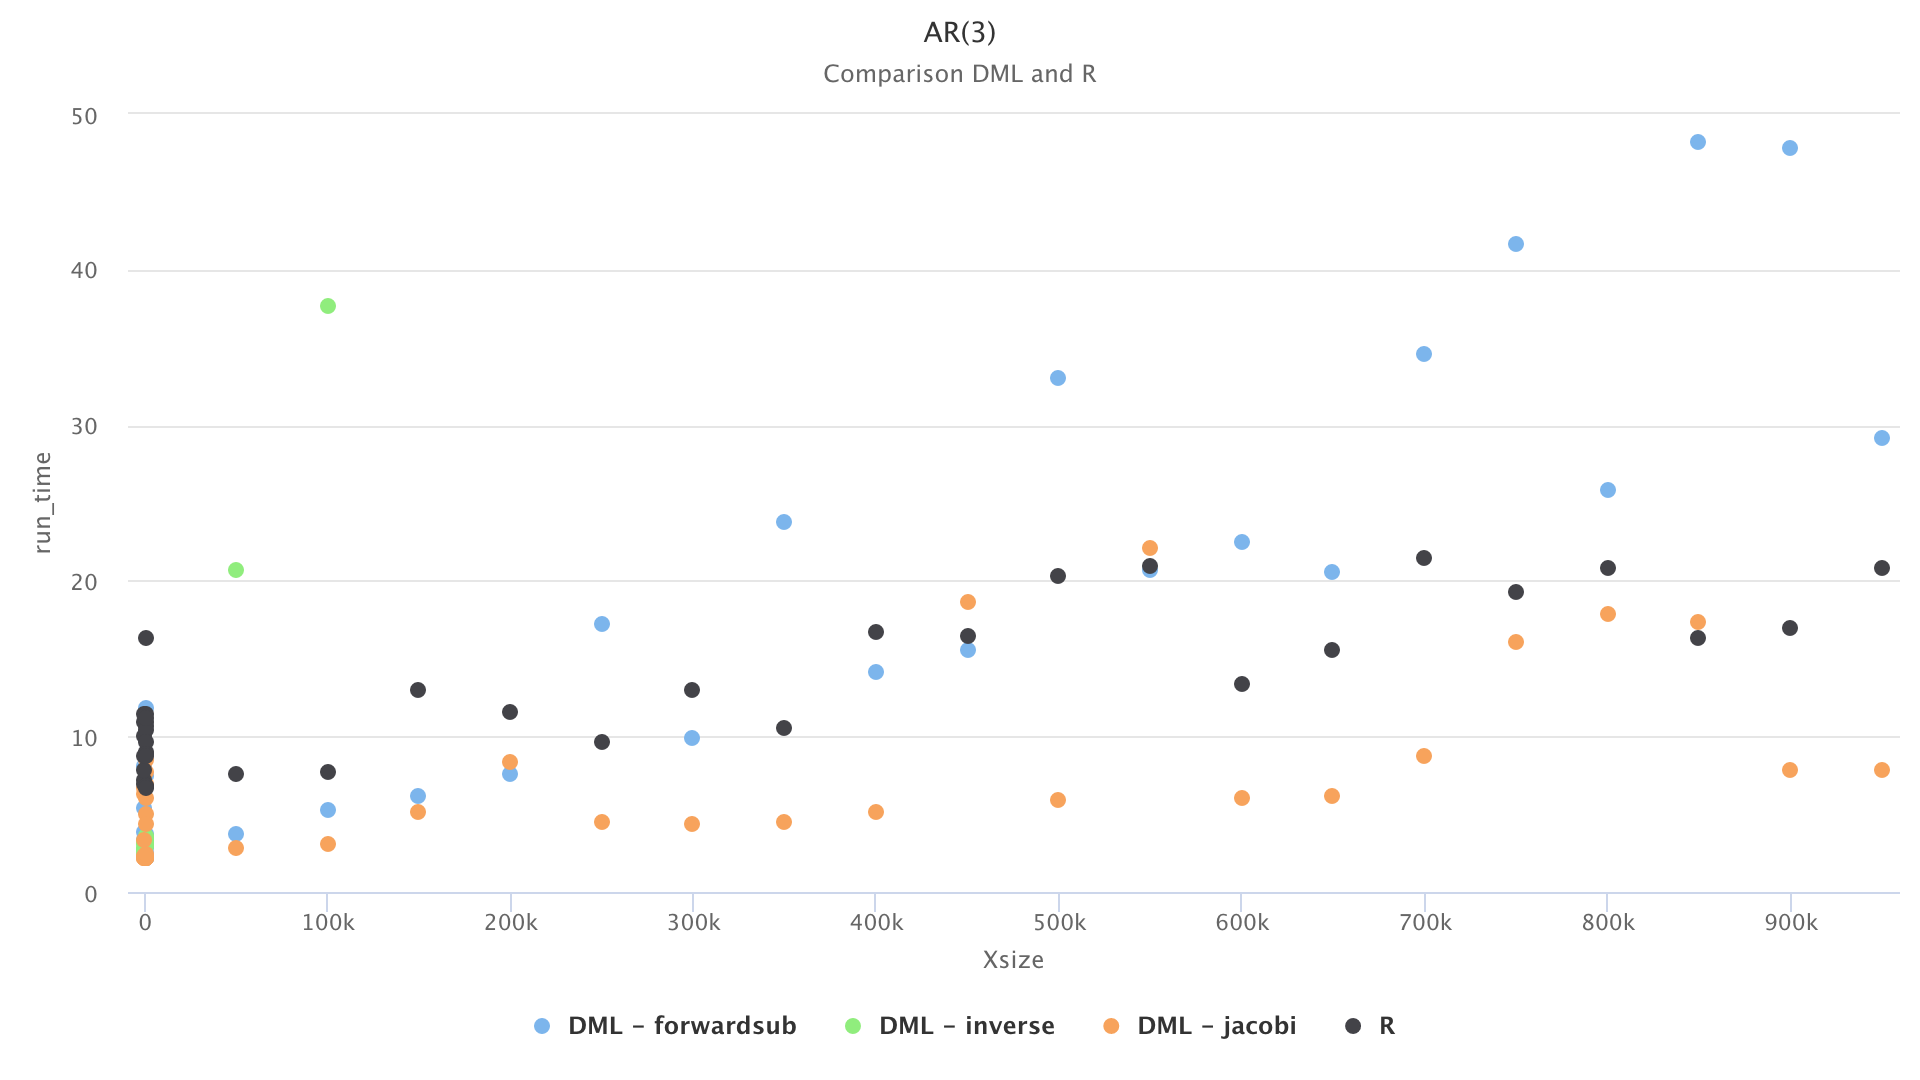 AR(3)
Comparison DML and R
50
40
30
20
10
0
run_time
0 100k 200k 300k 400k 500k 600k 700k 800k 900k
Xsize
DML – forwardsub DML – inverse DML – jacobi R